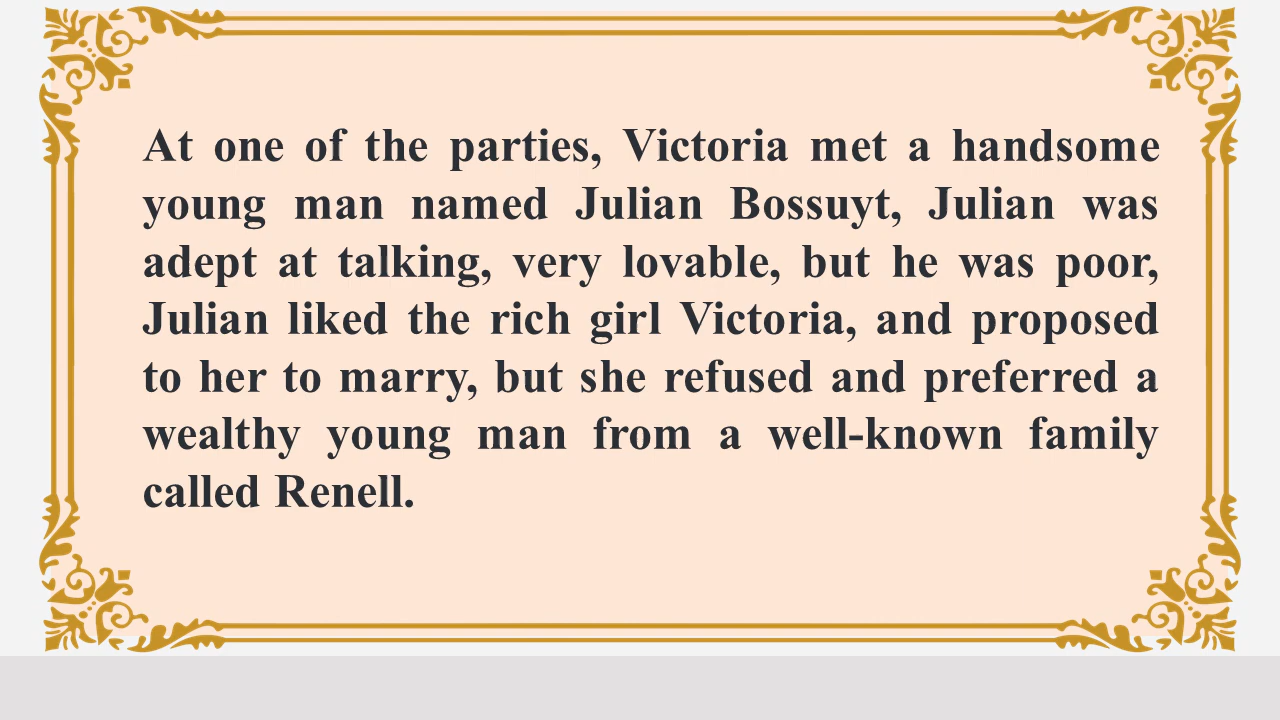 At one of the parties, Victoria met a handsome
young man named Julian Bossuyt, Julian was
adept at talking, very lovable, but he was poor,
Julian liked the rich girl Victoria, and proposed
to her to marry, but she refused and preferred a
wealthy young man from a well-known family
called Renell.